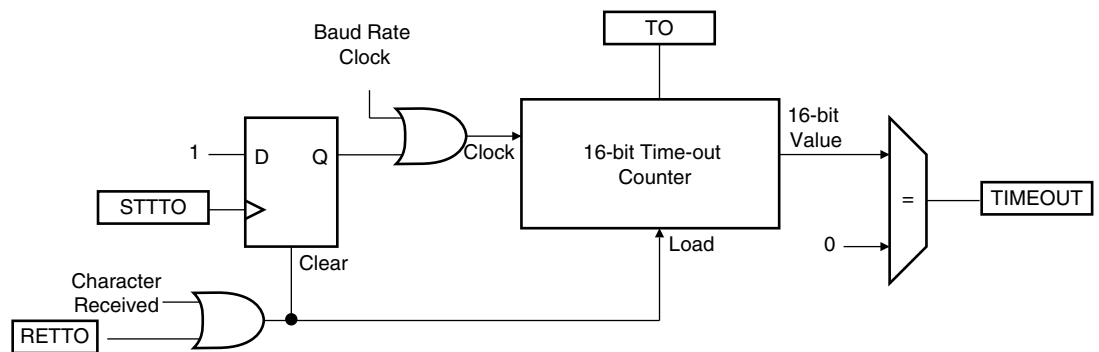 TO
Baud Rate
Clock
16-bit
Value
1
D
Q
Clock
16-bit Time-out
Counter
STTTO
=
TIMEOUT
Clear
Load
0
Character
Received
RETTO